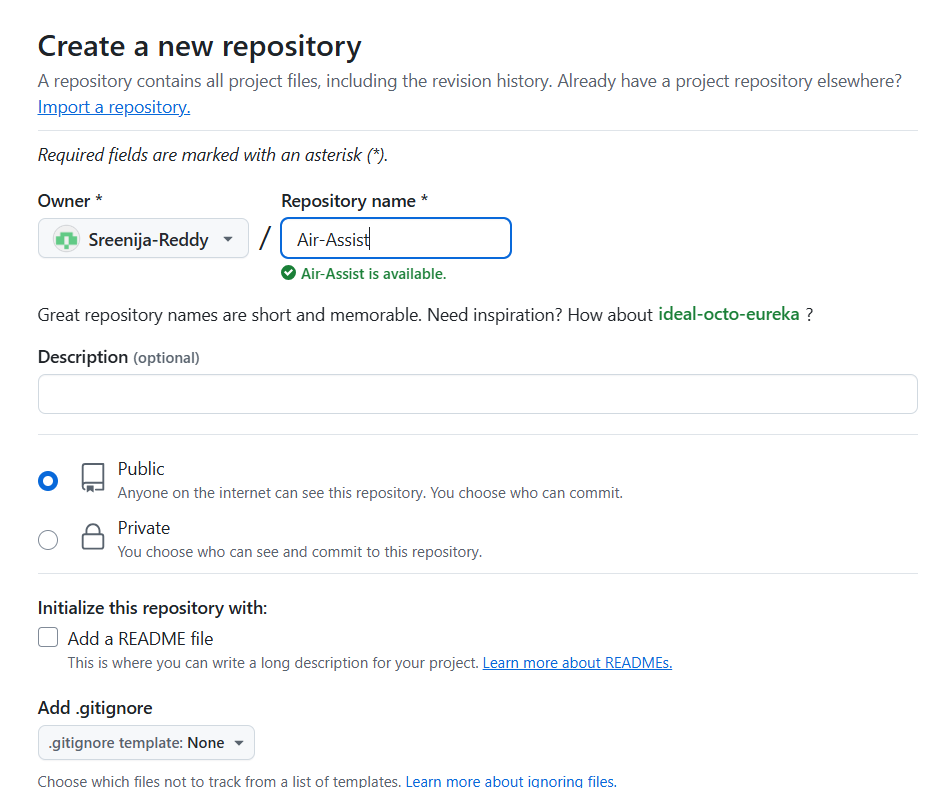 Create a new repository
A repository contains all project files, including the revision history. Already have a project repository elsewhere?
Import a repository.
Required fields are marked with an asterisk (*).
Owner * Repository name *
Sreenija-Reddy / Air-Assist
Air-Assist is available.
Great repository names are short and memorable. Need inspiration? How about ideal-octo-eureka ?
Description (optional)
Public
Anyone on the internet can see this repository. You choose who can commit.
Private
You choose who can see and commit to this repository.
Initialize this repository with:
Add a README file
This is where you can write a long description for your project. Learn more about READMEs.
Add .gitignore
.gitignore template: None
Choose which files not to track from a list of templates. Learn more about ignoring files.